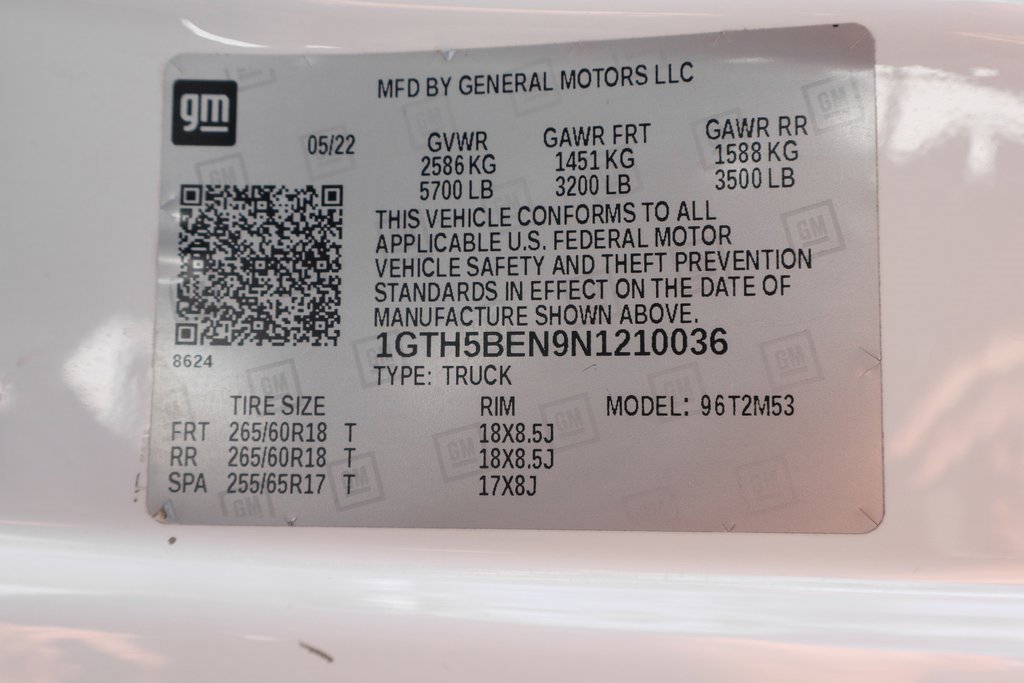 MFD BY GENERAL MOTORS LLC
gm
05/22 GVWR GAWR FRT GAWR RR
2586 KG 1451 KG 1588 KG
5700 LB 3200 LB 3500 LB
THIS VEHICLE CONFORMS TO ALL
APPLICABLE U.S. FEDERAL MOTOR
VEHICLE SAFETY AND THEFT PREVENTION
STANDARDS IN EFFECT ON THE DATE OF
MANUFACTURE SHOWN ABOVE.
8624
1GTH5BEN9N1210036
TYPE: TRUCK
TIRE SIZE RIM MODEL: 96T2M53
FRT 265/60R18 T 18X8.5J
RR 265/60R18 T 18X8.5J
SPA 255/65R17 T 17X8J